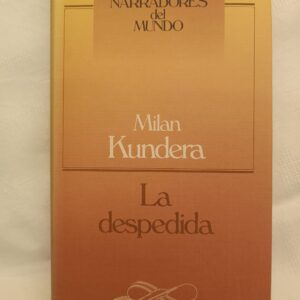 NARRADORES
del
MUNDO
Milan
Kundera
La
despedida